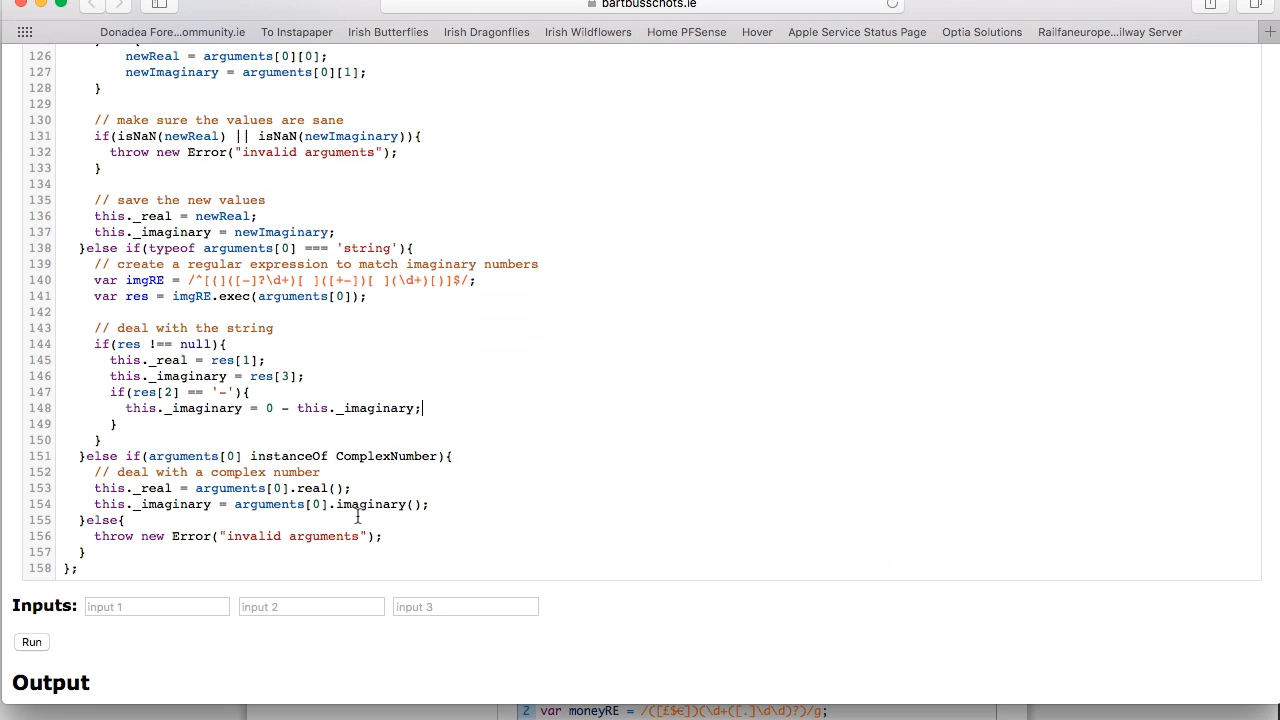 bartbusschots.ie
Donadea Fore...ommunity.ie To Instapaper Irish Butterflies Irish Dragonflies Irish Wildflowers Home PFSense Hover Apple Service Status Page Optia Solutions Railfaneurope...ilway Server
126 newReal = arguments[0][0];
127 newImaginary = arguments[0][1];
128 }
129
130 // make sure the values are sane
131 if(isNaN(newReal) || isNaN(newImaginary)){
132 throw new Error("invalid arguments");
133 }
134
135 // save the new values
136 this._real = newReal;
137 this._imaginary = newImaginary;
138 }else if(typeof arguments[0] === 'string'){
139 // create a regular expression to match imaginary numbers
140 var imgRE = /^[(]([-]?\d+)[ ]([+-])[ ](\d+)[)]$/;
141 var res = imgRE.exec(arguments[0]);
142
143 // deal with the string
144 if(res !== null){
145 this._real = res[1];
146 this._imaginary = res[3];
147 if(res[2] == '-'){
148 this._imaginary = 0 - this._imaginary;
149 }
150 }
151 }else if(arguments[0] instanceOf ComplexNumber){
152 // deal with a complex number
153 this._real = arguments[0].real();
154 this._imaginary = arguments[0].imaginary();
155 }else{
156 throw new Error("invalid arguments");
157 }
158 };
Inputs: input 1 input 2 input 3
Run
Output
2 var moneyRE = /([£$€])(\d+([.]\d\d)?)/g;